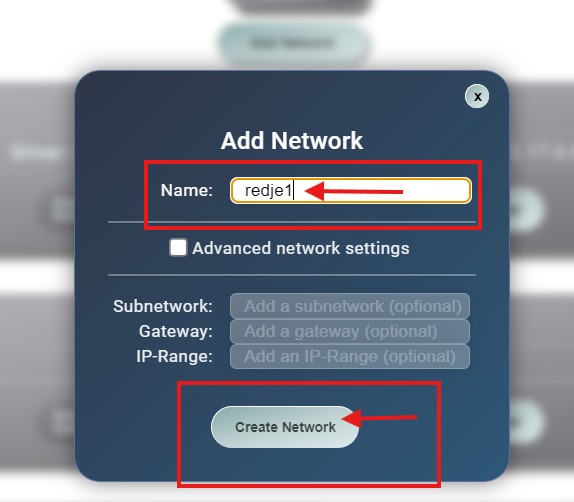 Add Network
x
Add Network
Name: redje1
Advanced network settings
Subnetwork: Add a subnetwork (optional)
Gateway: Add a gateway (optional)
IP-Range: Add an IP-Range (optional)
Create Network